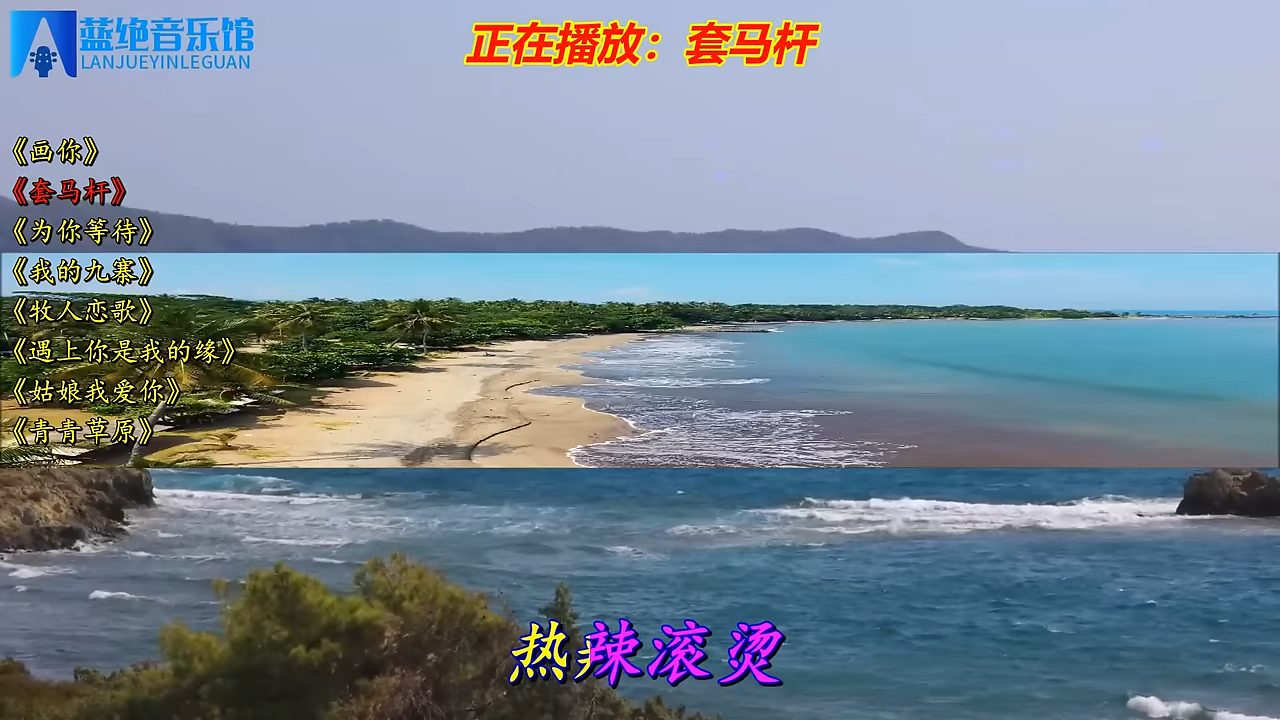 蓝绝音乐馆
LANJUEYINLEGUAN
正在播放：套马杆
《画你》
《套马杆》
《为你等待》
《我的九寨》
《牧人恋歌》
《遇上你是我的缘》
《姑娘我爱你》
《青青草原》
热辣滚烫